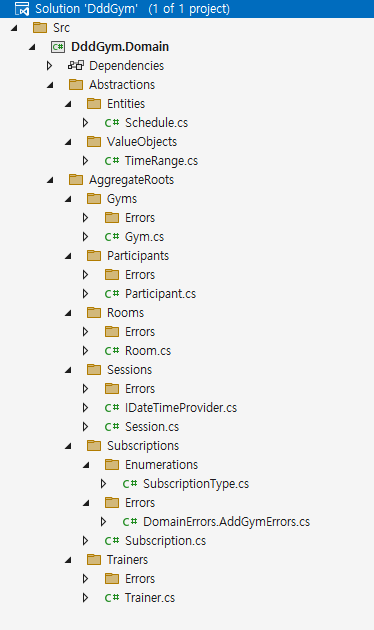 Solution 'DddGym' (1 of 1 project)
Src
C# DddGym.Domain
Dependencies
Abstractions
Entities
C# Schedule.cs
ValueObjects
C# TimeRange.cs
AggregateRoots
Gyms
Errors
C# Gym.cs
Participants
Errors
C# Participant.cs
Rooms
Errors
C# Room.cs
Sessions
Errors
C# IDateTimeProvider.cs
C# Session.cs
Subscriptions
Enumerations
C# SubscriptionType.cs
Errors
C# DomainErrors.AddGymErrors.cs
C# Subscription.cs
Trainers
Errors
C# Trainer.cs